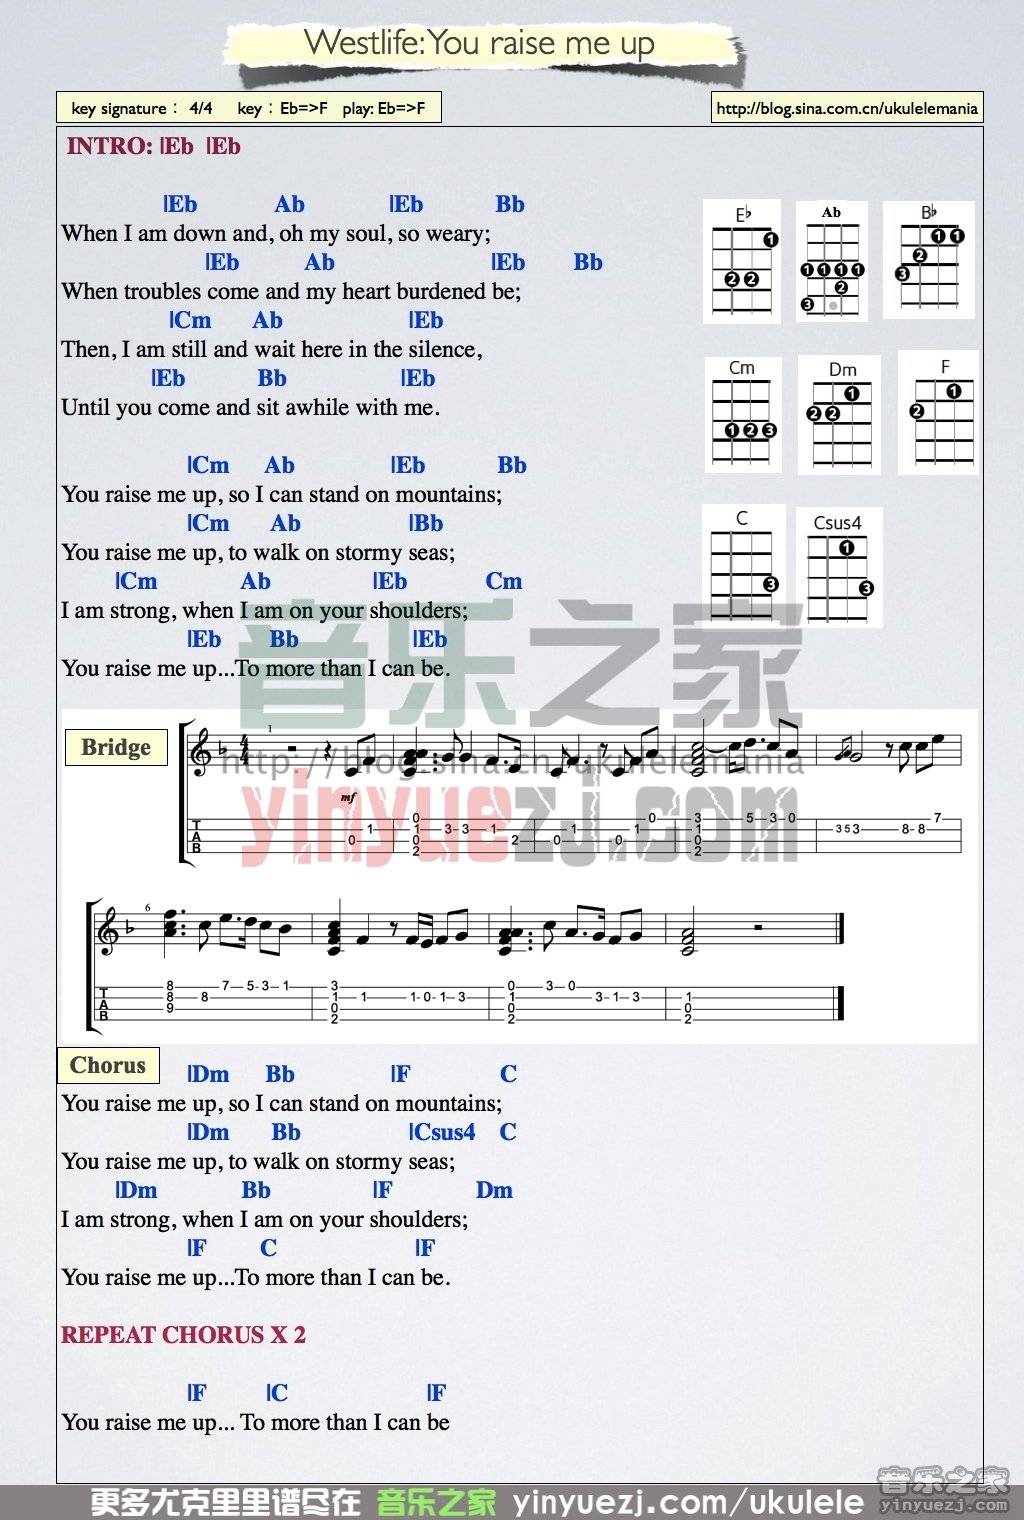 Westlife: You raise me up
key signature： 4/4 key：Eb=>F play: Eb=>F
http://blog.sina.com.cn/ukulelemania
INTRO: |Eb |Eb
|Eb Ab |Eb Bb
When I am down and, oh my soul, so weary;
|Eb Ab |Eb Bb
When troubles come and my heart burdened be;
|Cm Ab |Eb
Then, I am still and wait here in the silence,
|Eb Bb |Eb
Until you come and sit awhile with me.
E♭ Ab B♭
Cm Dm F
C Csus4
|Cm Ab |Eb Bb
You raise me up, so I can stand on mountains;
|Cm Ab |Bb
You raise me up, to walk on stormy seas;
|Cm Ab |Eb Cm
I am strong, when I am on your shoulders;
|Eb Bb |Eb
You raise me up...To more than I can be.
音乐之家
Bridge
http://blog.sina.com.cn/ukulelemania
mf
yinyuezj.com
TAB
6
TAB
Chorus
|Dm Bb |F C
You raise me up, so I can stand on mountains;
|Dm Bb |Csus4 C
You raise me up, to walk on stormy seas;
|Dm Bb |F Dm
I am strong, when I am on your shoulders;
|F C |F
You raise me up...To more than I can be.
REPEAT CHORUS X 2
|F |C |F
You raise me up... To more than I can be
音乐之家
yinyuezj.com
更多尤克里里谱尽在 音乐之家 yinyuezj.com/ukulele